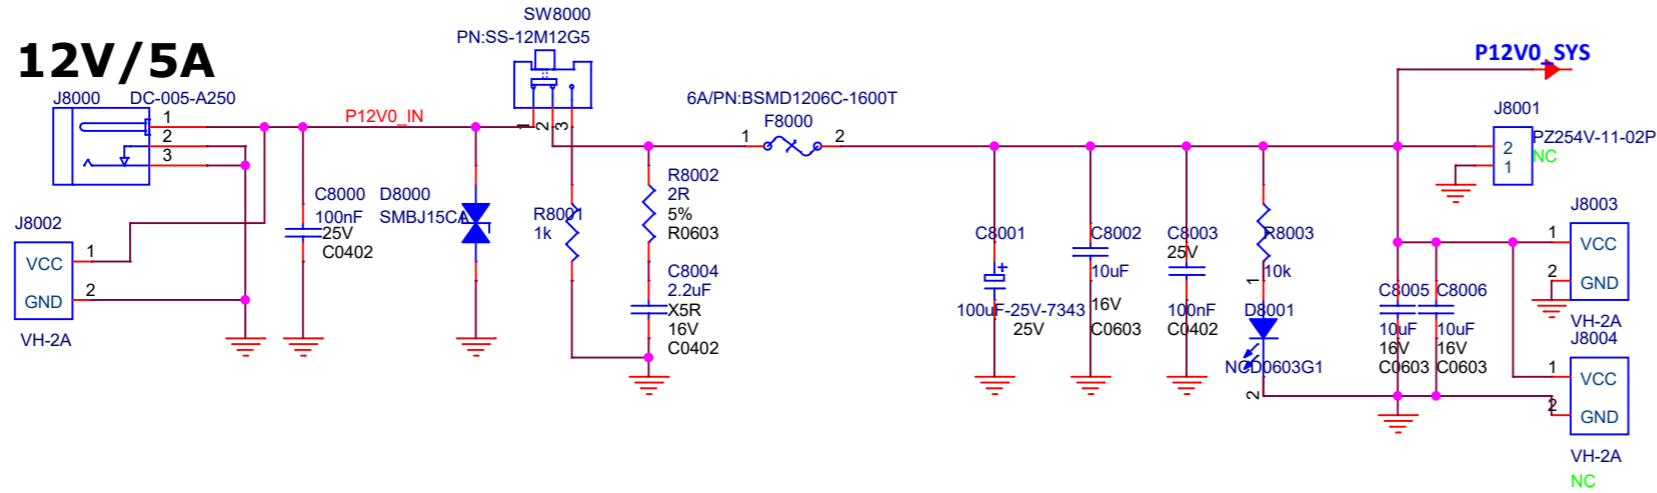 12V/5A
J8000
DC-005-A250
1
2
3
P12V0_IN
SW8000
PN:SS-12M12G5
1
2
3
6A/PN:BSMD1206C-1600T
F8000
1
2
P12V0_SYS
J8001
PZ254V-11-02P
NC
2
1
J8002
VCC
GND
1
2
VH-2A
C8000
100nF
25V
C0402
D8000
SMBJ15CA
R8001
1k
R8002
2R
5%
R0603
C8004
2.2uF
X5R
16V
C0402
C8001
100uF-25V-7343
25V
C8002
10uF
16V
C0603
C8003
25V
100nF
C0402
R8003
10k
1
D8001
NCD0603G1
2
C8005
10uF
16V
C0603
C8006
10uF
16V
C0603
J8003
1
VCC
2
GND
VH-2A
J8004
1
VCC
2
GND
VH-2A
NC